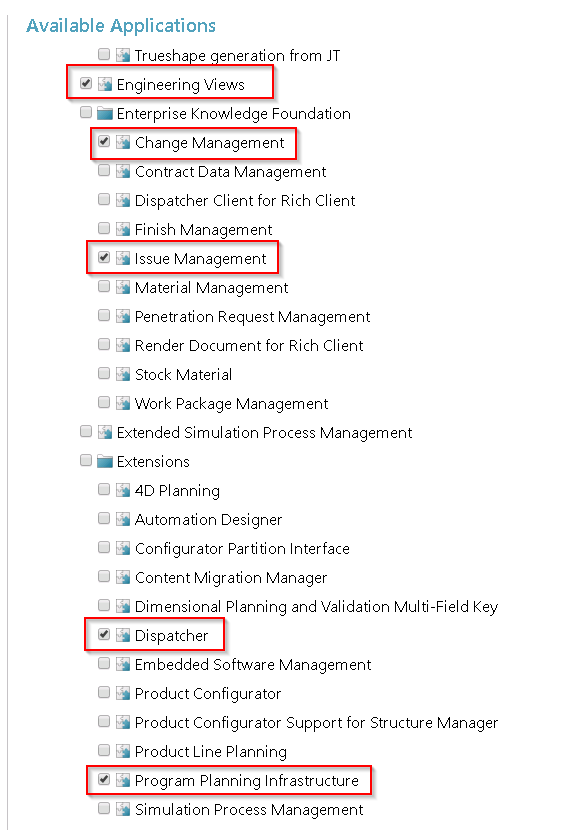 Available Applications
Trueshape generation from JT
Engineering Views
Enterprise Knowledge Foundation
Change Management
Contract Data Management
Dispatcher Client for Rich Client
Finish Management
Issue Management
Material Management
Penetration Request Management
Render Document for Rich Client
Stock Material
Work Package Management
Extended Simulation Process Management
Extensions
4D Planning
Automation Designer
Configurator Partition Interface
Content Migration Manager
Dimensional Planning and Validation Multi-Field Key
Dispatcher
Embedded Software Management
Product Configurator
Product Configurator Support for Structure Manager
Product Line Planning
Program Planning Infrastructure
Simulation Process Management